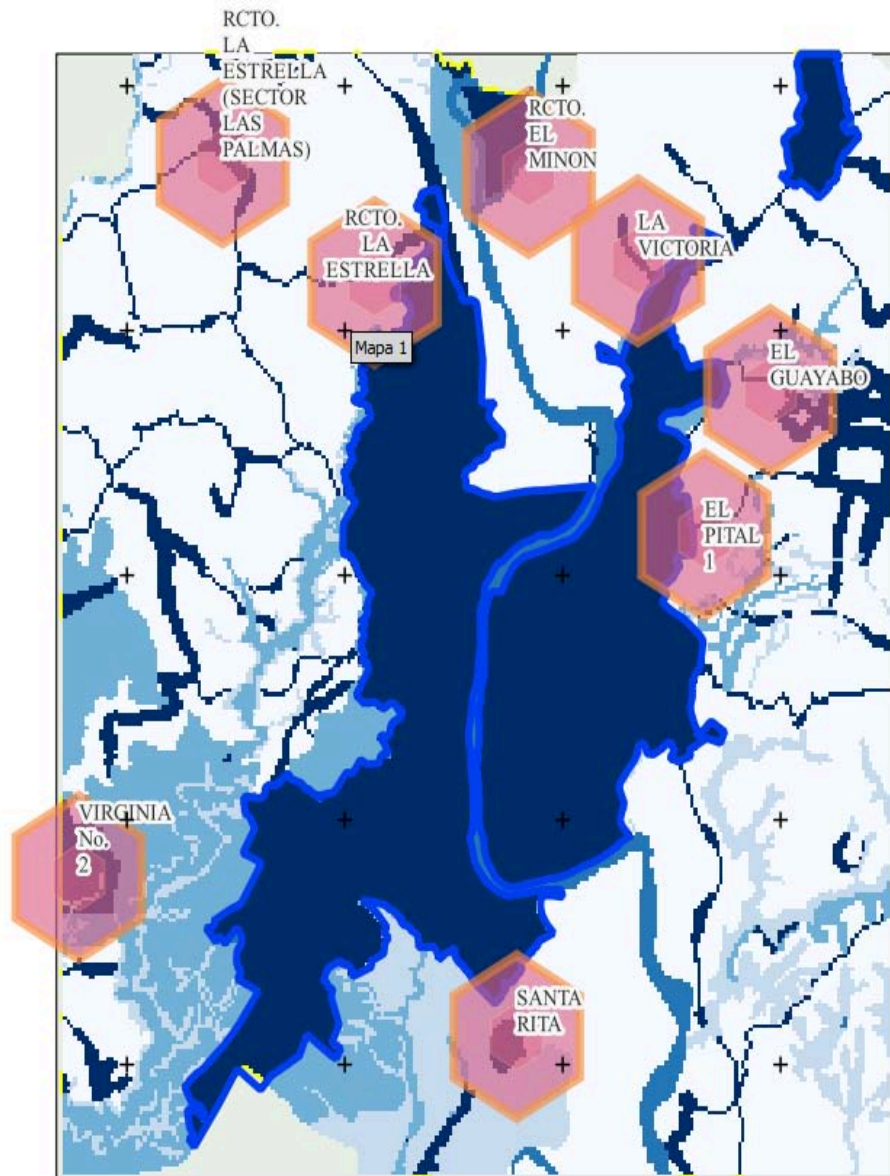 RCTO.
LA
ESTRELLA
(SECTOR
LAS
PALMAS)
RCTO.
EL
MINON
RCTO.
LA
ESTRELLA
LA
VICTORIA
Mapa 1
EL
GUAYABO
EL
PITAL
1
VIRGINIA
No.
2
SANTA
RITA